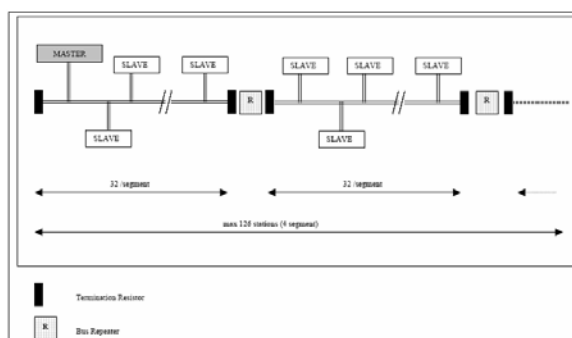 MASTER
SLAVE SLAVE SLAVE SLAVE SLAVE
R R
SLAVE SLAVE
32 /segment 32 /segment
max 126 stations (4 segment)
Termination Resistor
R Bus Repeater